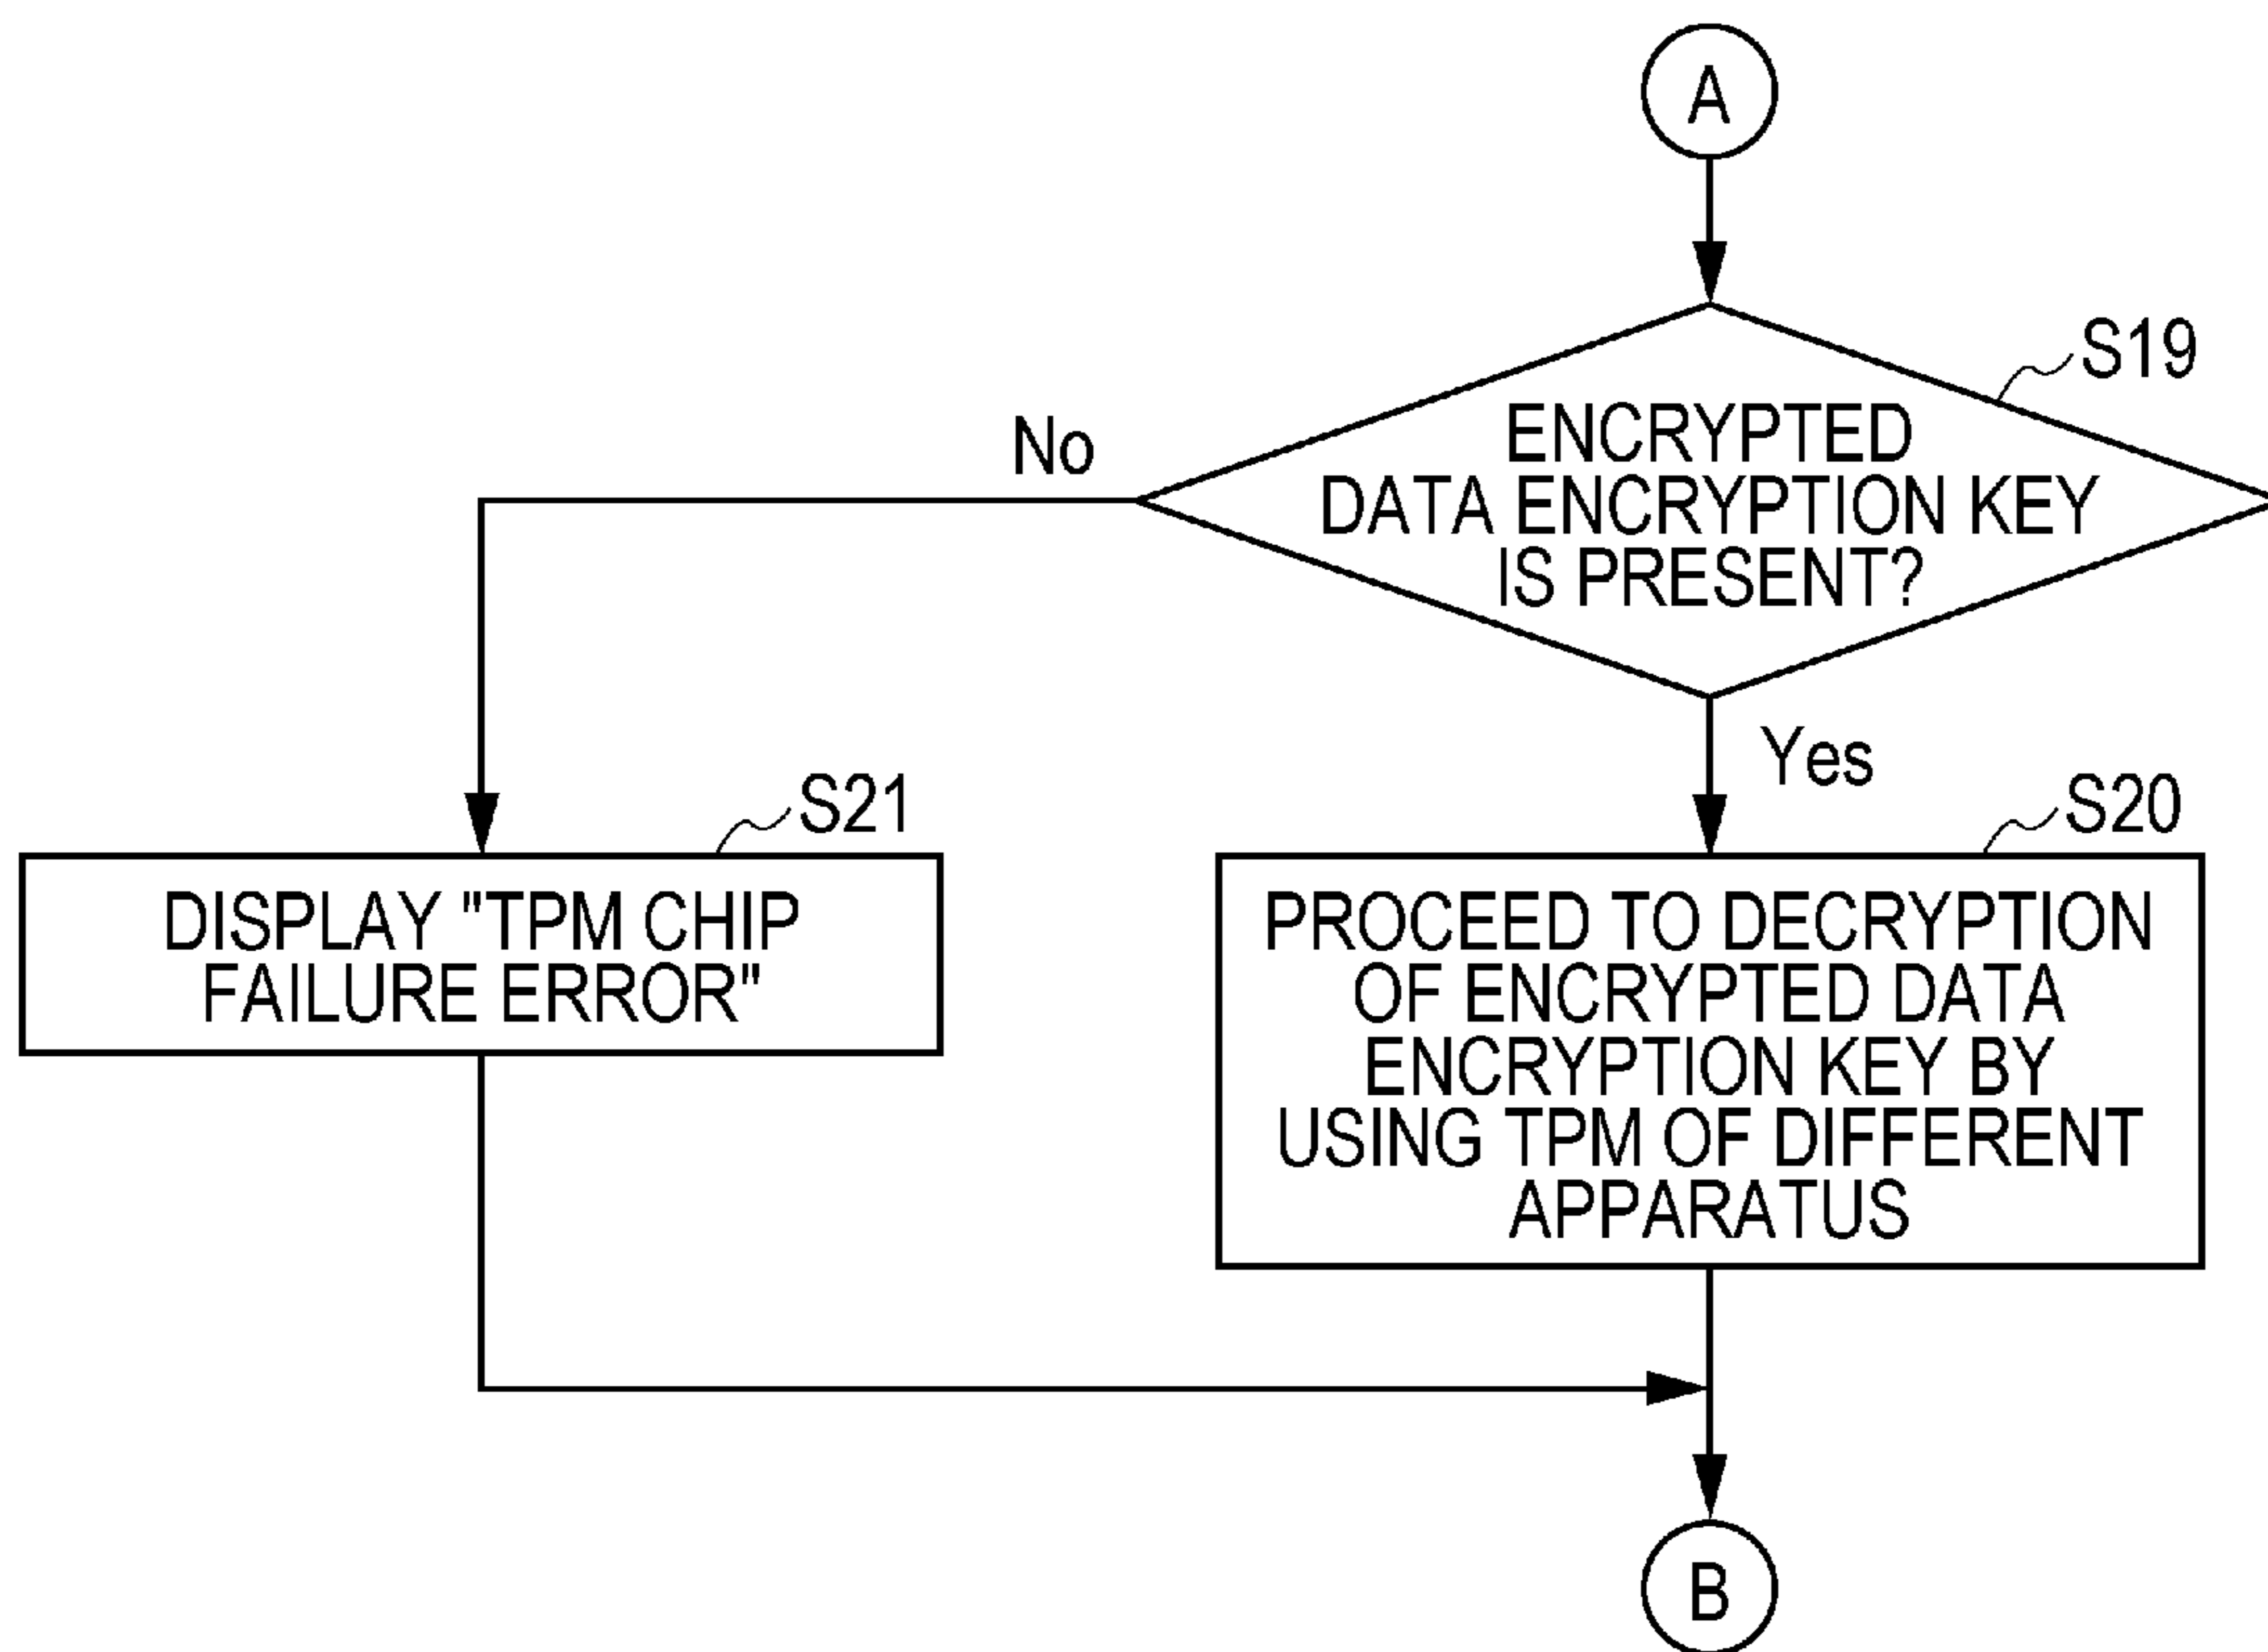 A
S19
ENCRYPTED
DATA ENCRYPTION KEY
IS PRESENT?
No
Yes
S21
DISPLAY "TPM CHIP
FAILURE ERROR"
S20
PROCEED TO DECRYPTION
OF ENCRYPTED DATA
ENCRYPTION KEY BY
USING TPM OF DIFFERENT
APPARATUS
B